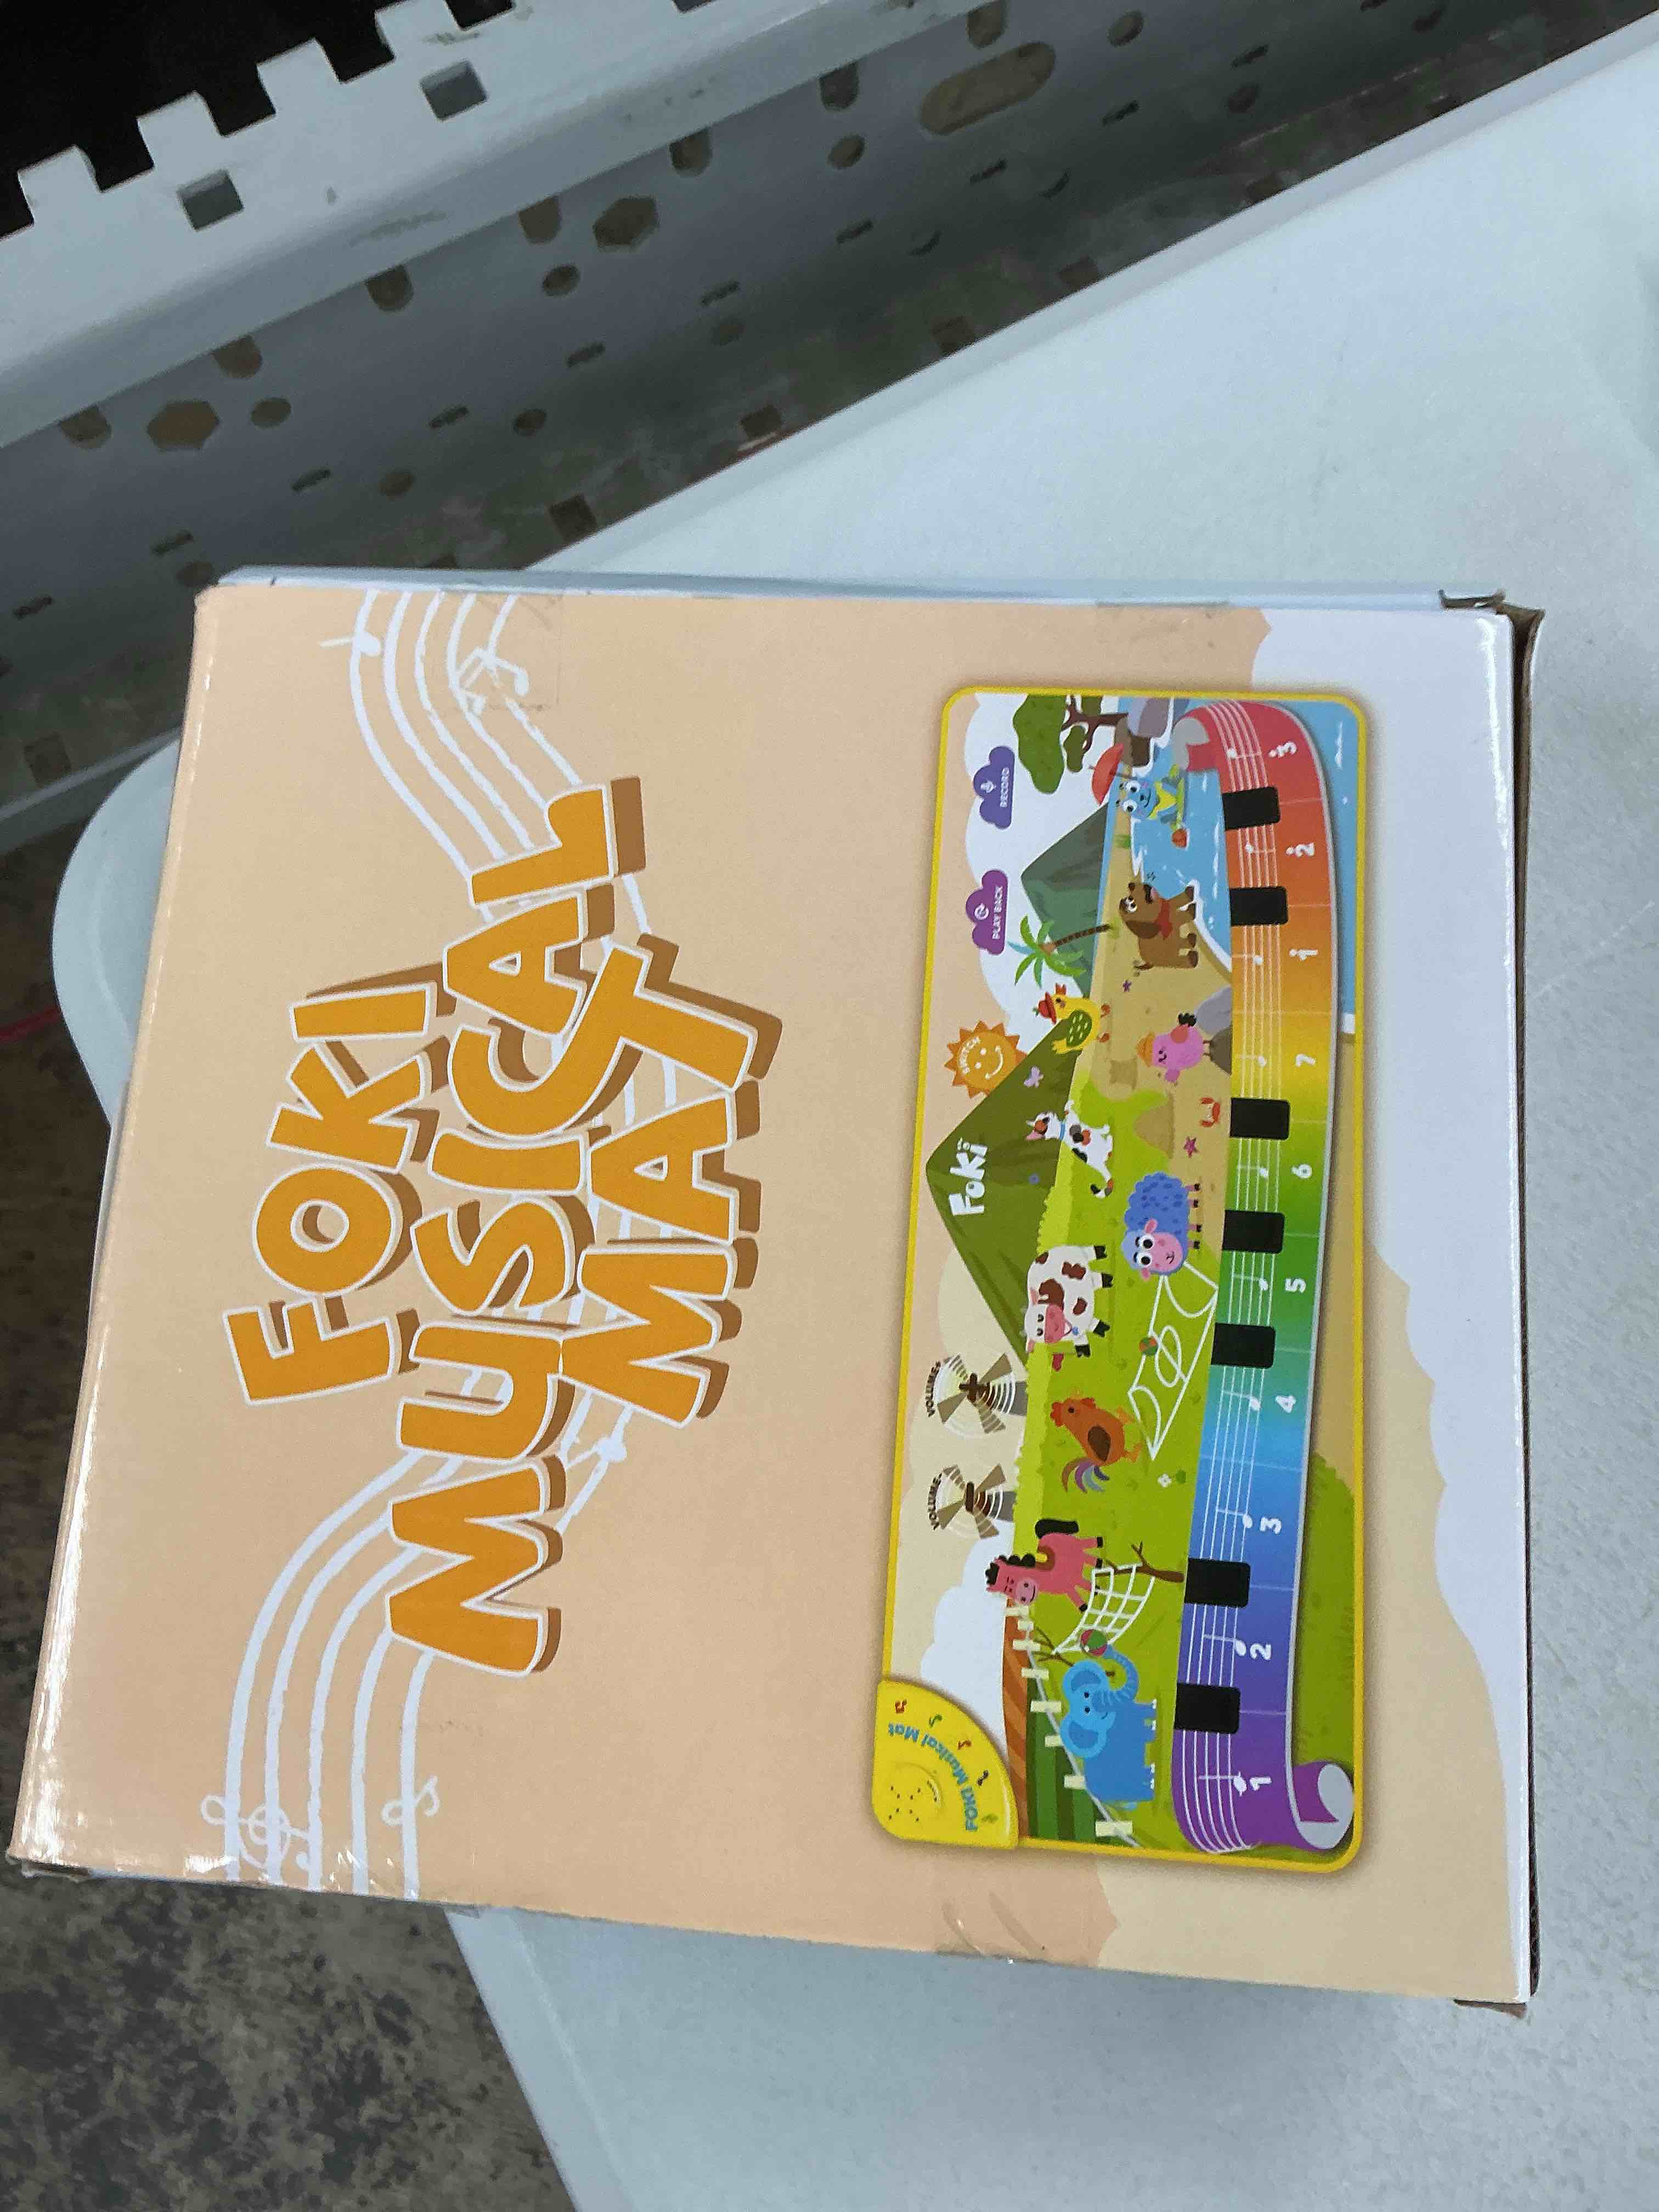 FOKI
MUSICAL
MAT
FOKI Musical Mat
VOLUME-
VOLUME+
Foki
SWITCH
PLAY BACK
RECORD
1 2 3 4 5 6 7 1 2 3